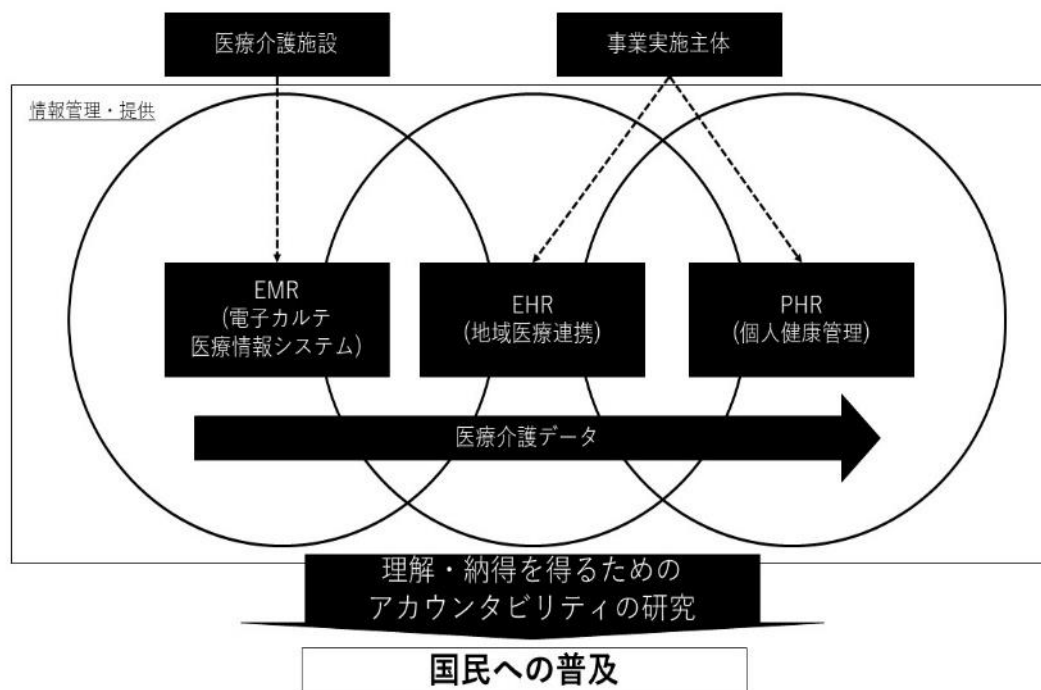 医療介護施設
事業実施主体
情報管理・提供
EMR
(電子カルテ
医療情報システム)
EHR
(地域医療連携)
PHR
(個人健康管理)
医療介護データ
理解・納得を得るための
アカウンタビリティの研究
国民への普及